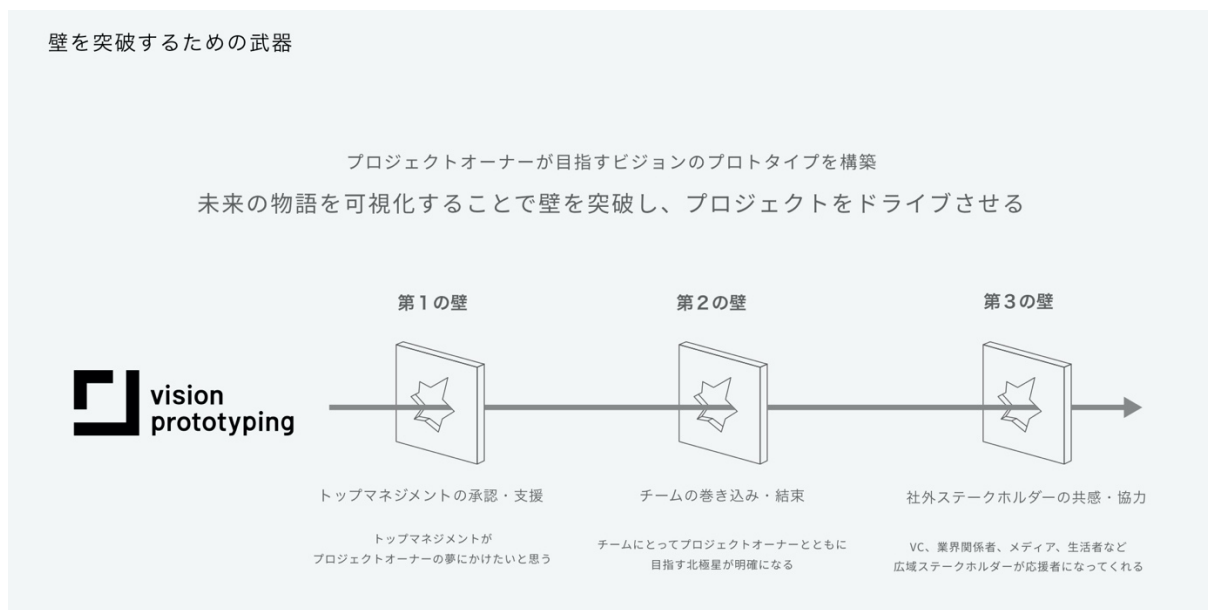 壁を突破するための武器
プロジェクトオーナーが目指すビジョンのプロトタイプを構築
未来の物語を可視化することで壁を突破し、プロジェクトをドライブさせる
第1の壁
第2の壁
第3の壁
vision
prototyping
トップマネジメントの承認・支援
チームの巻き込み・結束
社外ステークホルダーの共感・協力
トップマネジメントが
プロジェクトオーナーの夢にかけたいと思う
チームにとってプロジェクトオーナーとともに
目指す北極星が明確になる
VC、業界関係者、メディア、生活者など
広域ステークホルダーが応援者になってくれる